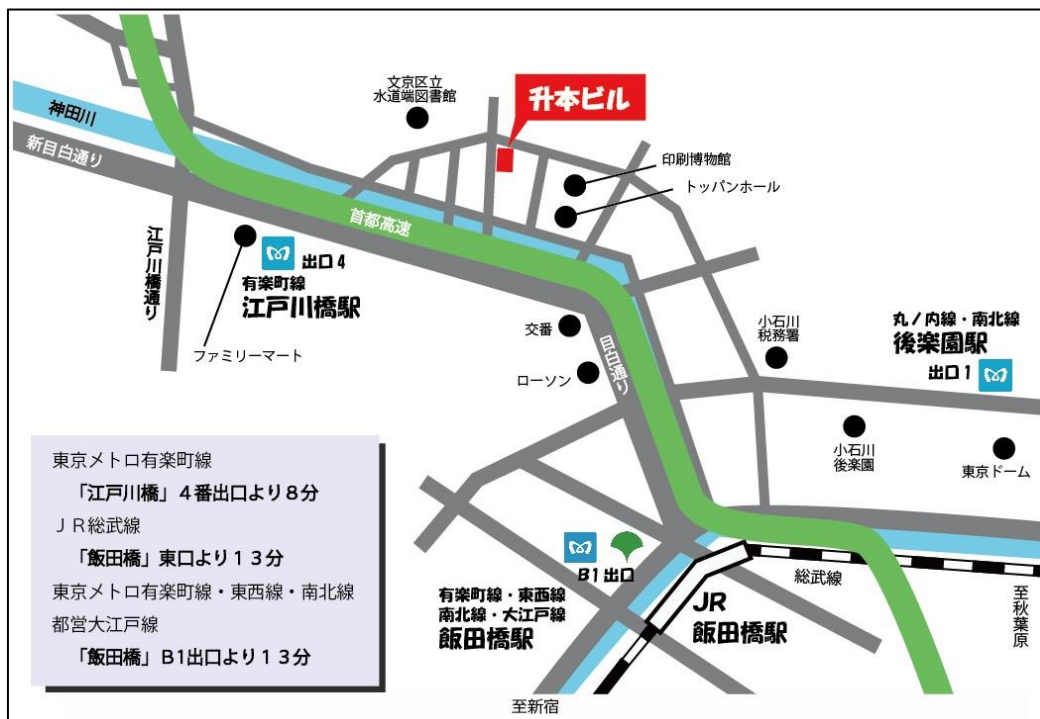 文京区立
水道端図書館
升本ビル
神田川
新目白通り
印刷博物館
トッパンホール
首都高速
江戸川橋通り
出口4
有楽町線
江戸川橋駅
ファミリーマート
交番
ローソン
目白通り
小石川
税務署
丸ノ内線・南北線
後楽園駅
出口1
小石川
後楽園
東京ドーム
東京メトロ有楽町線
「江戸川橋」4番出口より8分
JR総武線
「飯田橋」東口より13分
東京メトロ有楽町線・東西線・南北線
都営大江戸線
「飯田橋」B1出口より13分
B1出口
有楽町線・東西線
南北線・大江戸線
飯田橋駅
JR
飯田橋駅
総武線
至秋葉原
至新宿